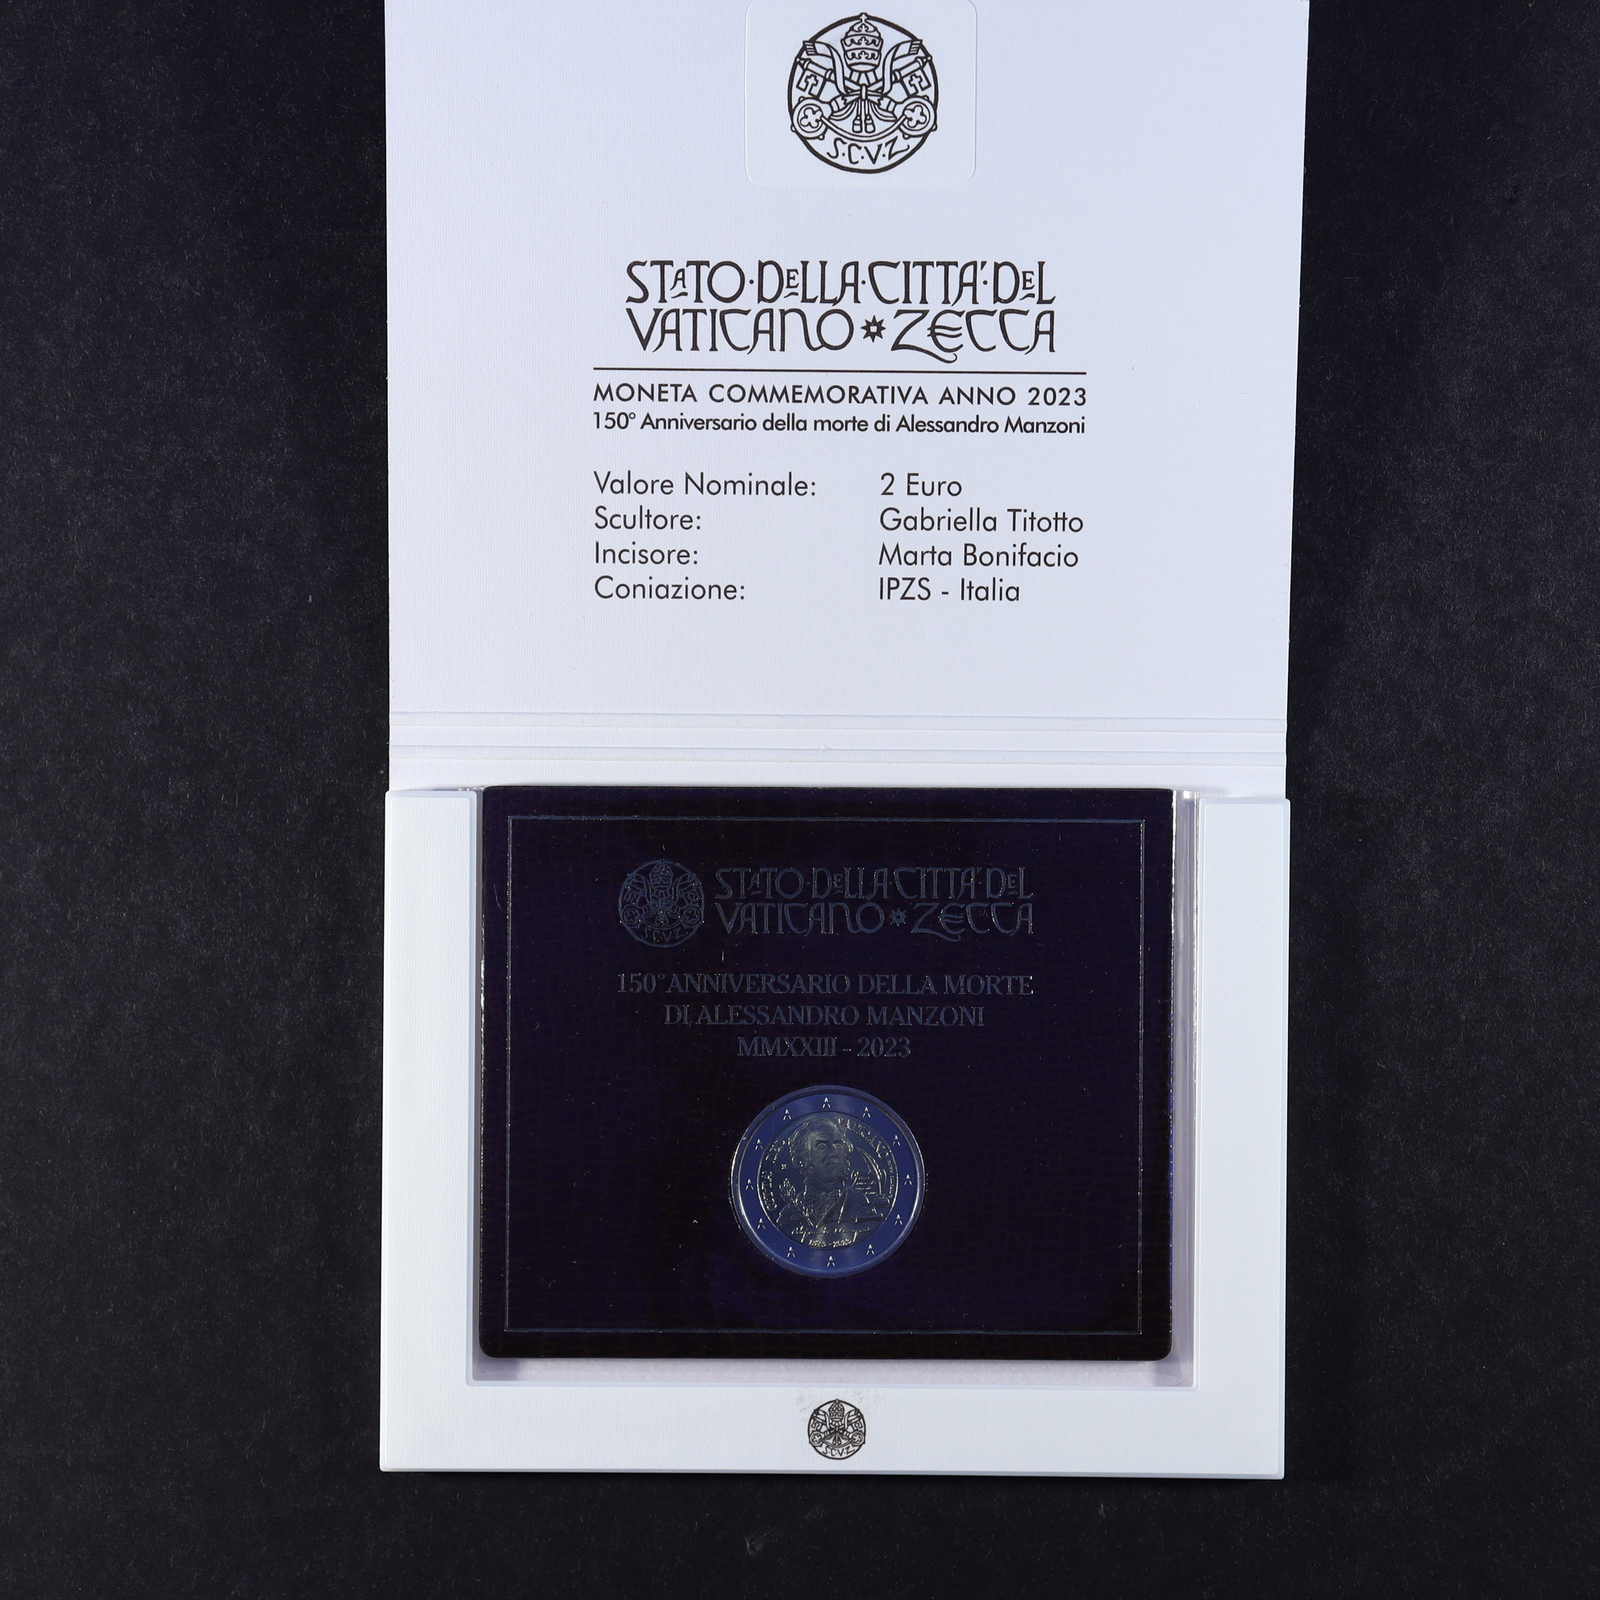 S·C·V·Z·
STATO·DELLA·CITTÀ·DEL
VATICANO ✷ ZECCA
MONETA COMMEMORATIVA ANNO 2023
150° Anniversario della morte di Alessandro Manzoni
Valore Nominale: 2 Euro
Scultore: Gabriella Titotto
Incisore: Marta Bonifacio
Coniazione: IPZS - Italia
S·C·V·Z·
STATO·DELLA·CITTÀ·DEL
VATICANO ✷ ZECCA
150° ANNIVERSARIO DELLA MORTE
DI ALESSANDRO MANZONI
MMXXIII - 2023
S·C·V·Z·